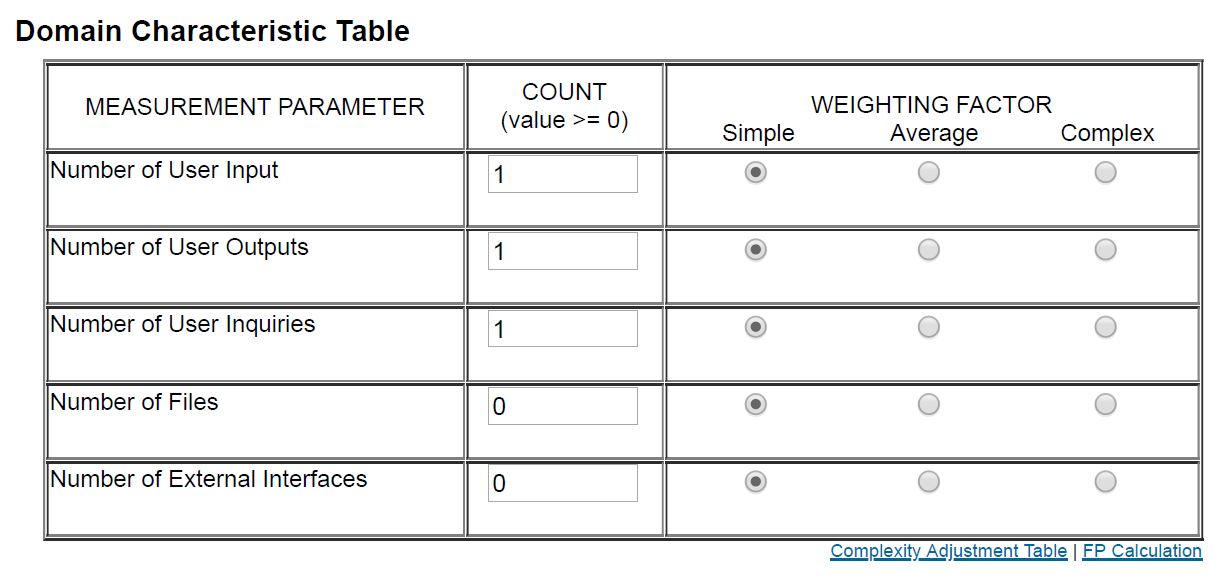 Domain Characteristic Table
MEASUREMENT PARAMETER
COUNT
(value >= 0)
WEIGHTING FACTOR
Simple Average Complex
Number of User Input 1
Number of User Outputs 1
Number of User Inquiries 1
Number of Files 0
Number of External Interfaces 0
Complexity Adjustment Table | FP Calculation